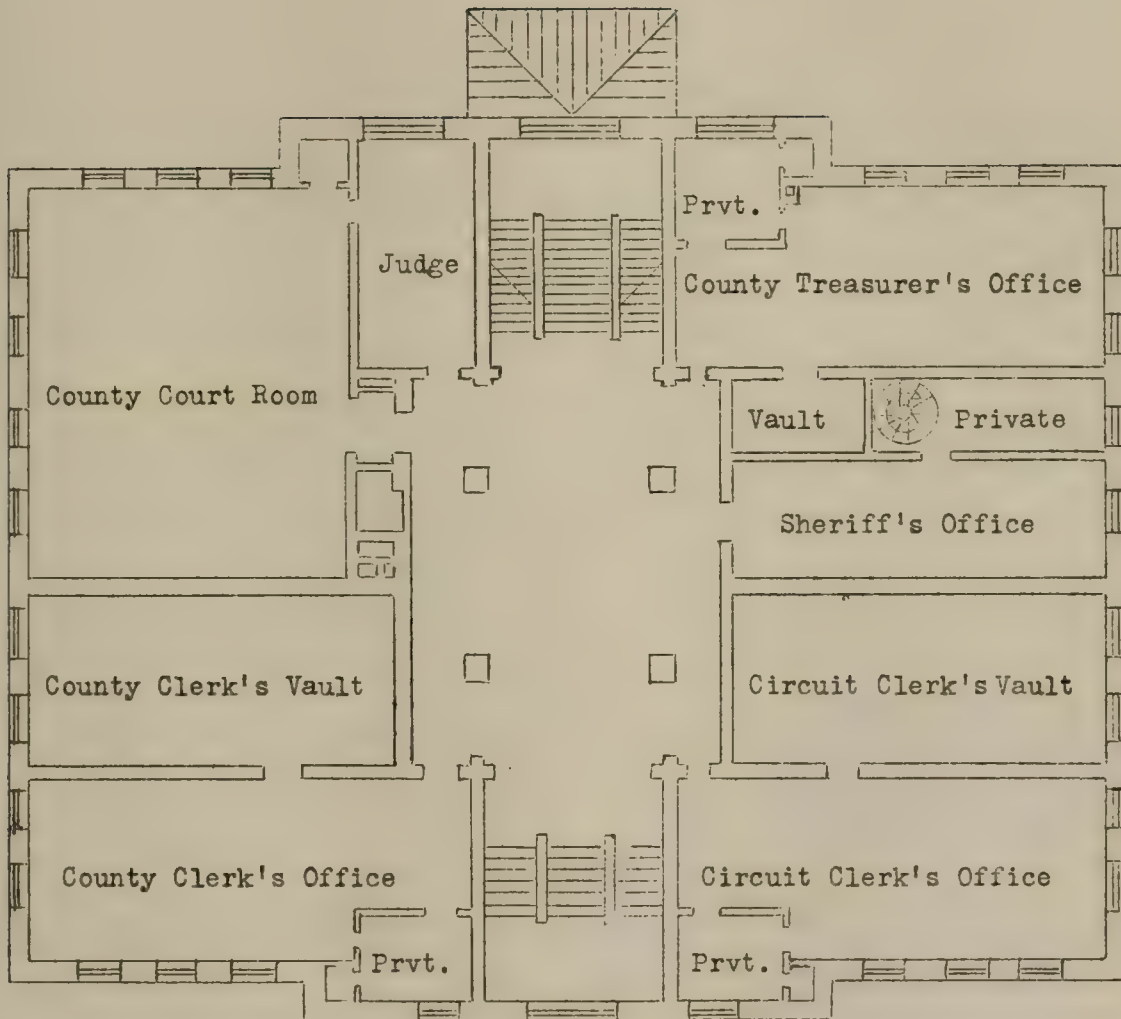 Prvt.
Judge
County Treasurer's Office
County Court Room
Vault
Private
Sheriff's Office
County Clerk's Vault
Circuit Clerk's Vault
County Clerk's Office
Circuit Clerk's Office
Prvt.
Prvt.